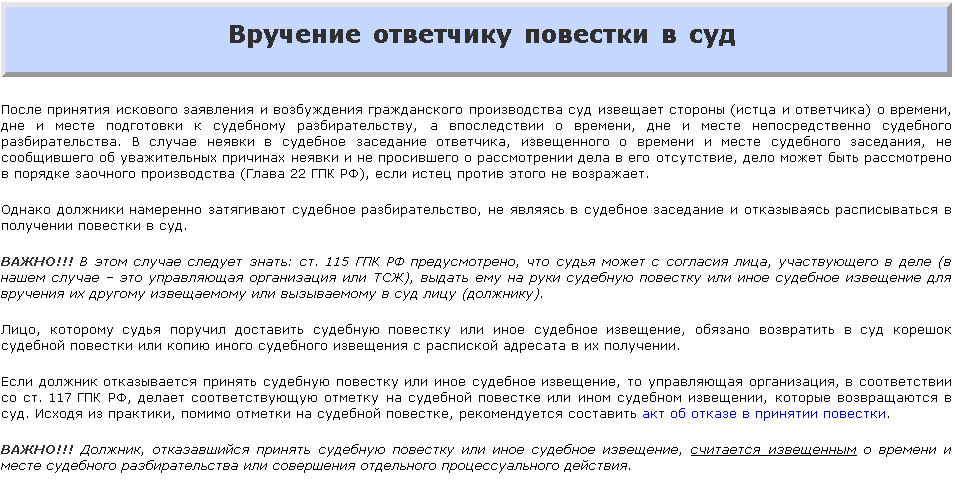 Вручение ответчику повестки в суд
После принятия искового заявления и возбуждения гражданского производства суд извещает стороны (истца и ответчика) о времени,
дне и месте подготовки к судебному разбирательству, а впоследствии о времени, дне и месте непосредственно судебного
разбирательства. В случае неявки в судебное заседание ответчика, извещенного о времени и месте судебного заседания, не
сообщившего об уважительных причинах неявки и не просившего о рассмотрении дела в его отсутствие, дело может быть рассмотрено
в порядке заочного производства (Глава 22 ГПК РФ), если истец против этого не возражает.
Однако должники намеренно затягивают судебное разбирательство, не являясь в судебное заседание и отказываясь расписываться в
получении повестки в суд.
ВАЖНО!!! В этом случае следует знать: ст. 115 ГПК РФ предусмотрено, что судья может с согласия лица, участвующего в деле (в
нашем случае – это управляющая организация или ТСЖ), выдать ему на руки судебную повестку или иное судебное извещение для
вручения их другому извещаемому или вызываемому в суд лицу (должнику).
Лицо, которому судья поручил доставить судебную повестку или иное судебное извещение, обязано возвратить в суд корешок
судебной повестки или копию иного судебного извещения с распиской адресата в их получении.
Если должник отказывается принять судебную повестку или иное судебное извещение, то управляющая организация, в соответствии
со ст. 117 ГПК РФ, делает соответствующую отметку на судебной повестке или ином судебном извещении, которые возвращаются в
суд. Исходя из практики, помимо отметки на судебной повестке, рекомендуется составить акт об отказе в принятии повестки.
ВАЖНО!!! Должник, отказавшийся принять судебную повестку или иное судебное извещение, считается извещенным о времени и
месте судебного разбирательства или совершения отдельного процессуального действия.